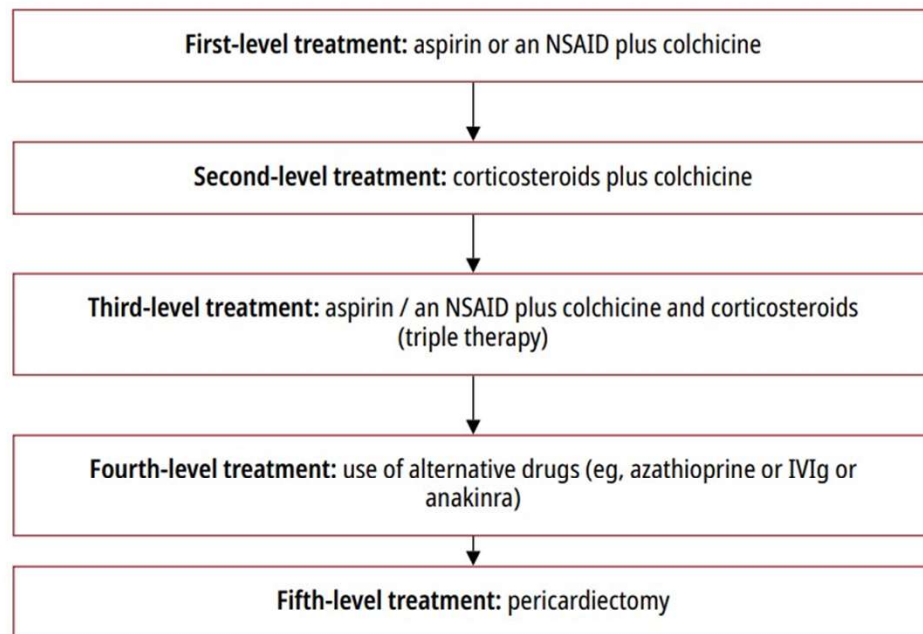 First-level treatment: aspirin or an NSAID plus colchicine
Second-level treatment: corticosteroids plus colchicine
Third-level treatment: aspirin / an NSAID plus colchicine and corticosteroids
(triple therapy)
Fourth-level treatment: use of alternative drugs (eg, azathioprine or IVIg or
anakinra)
Fifth-level treatment: pericardiectomy